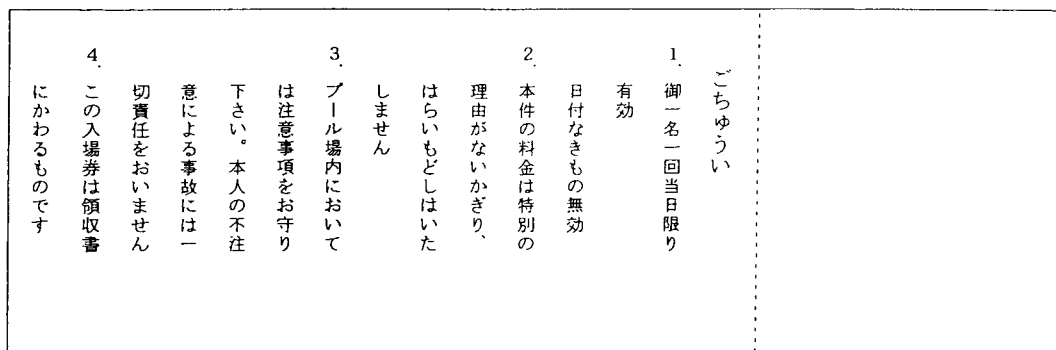 ごちゅうい
1. 御一名一回当日限り
有効
日付なきもの無効
2. 本件の料金は特別の
理由がないかぎり、
はらいもどしはいた
しません
3. プール場内において
は注意事項をお守り
下さい。本人の不注
意による事故には一
切責任をおいません
4. この入場券は領収書
にかわるものです